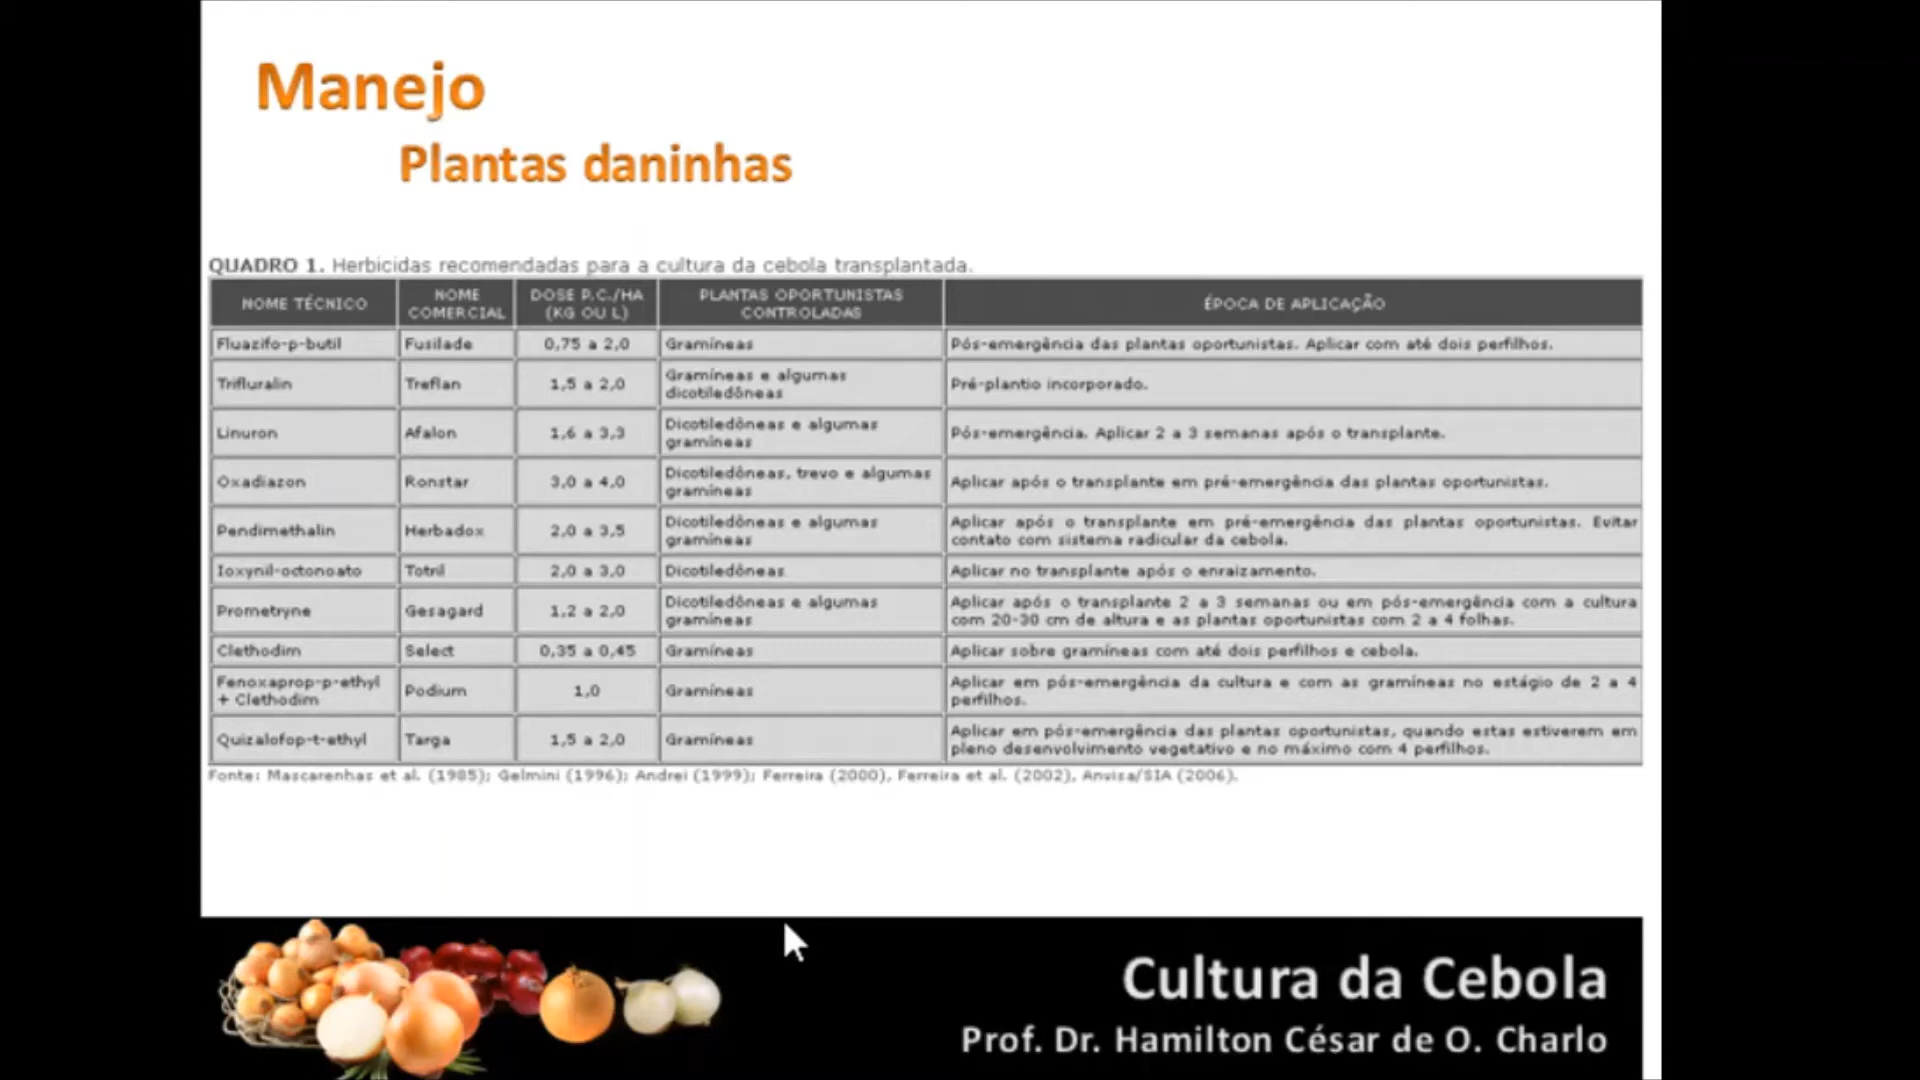 Manejo
Plantas daninhas
QUADRO 1. Herbicidas recomendadas para a cultura da cebola transplantada.
NOME TÉCNICO
NOME
COMERCIAL
DOSE P.C./HA
(KG OU L)
PLANTAS OPORTUNISTAS
CONTROLADAS
ÉPOCA DE APLICAÇÃO
Fluazifo-p-butil
Fusilade
0,75 a 2,0
Gramíneas
Pós-emergência das plantas oportunistas. Aplicar com até dois perfilhos.
Trifluralin
Treflan
1,5 a 2,0
Gramíneas e algumas
dicotiledôneas
Pré-plantio incorporado.
Linuron
Afalon
1,6 a 3,3
Dicotiledôneas e algumas
gramíneas
Pós-emergência. Aplicar 2 a 3 semanas após o transplante.
Oxadiazon
Ronstar
3,0 a 4,0
Dicotiledôneas, trevo e algumas
gramíneas
Aplicar após o transplante em pré-emergência das plantas oportunistas.
Pendimethalin
Herbadox
2,0 a 3,5
Dicotiledôneas e algumas
gramíneas
Aplicar após o transplante em pré-emergência das plantas oportunistas. Evitar
contato com sistema radicular da cebola.
Ioxynil-octonoato
Totril
2,0 a 3,0
Dicotiledôneas
Aplicar no transplante após o enraizamento.
Prometryne
Gesagard
1,2 a 2,0
Dicotiledôneas e algumas
gramíneas
Aplicar após o transplante 2 a 3 semanas ou em pós-emergência com a cultura
com 20-30 cm de altura e as plantas oportunistas com 2 a 4 folhas.
Clethodim
Select
0,35 a 0,45
Gramíneas
Aplicar sobre gramíneas com até dois perfilhos e cebola.
Fenoxaprop-p-ethyl
+ Clethodim
Podium
1,0
Gramíneas
Aplicar em pós-emergência da cultura e com as gramíneas no estágio de 2 a 4
perfilhos.
Quizalofop-t-ethyl
Targa
1,5 a 2,0
Gramíneas
Aplicar em pós-emergência das plantas oportunistas, quando estas estiverem em
pleno desenvolvimento vegetativo e no máximo com 4 perfilhos.
Fonte: Mascarenhas et al. (1985); Gelmini (1996); Andrei (1999); Ferreira (2000), Ferreira et al. (2002), Anvisa/SIA (2006).
Cultura da Cebola
Prof. Dr. Hamilton César de O. Charlo